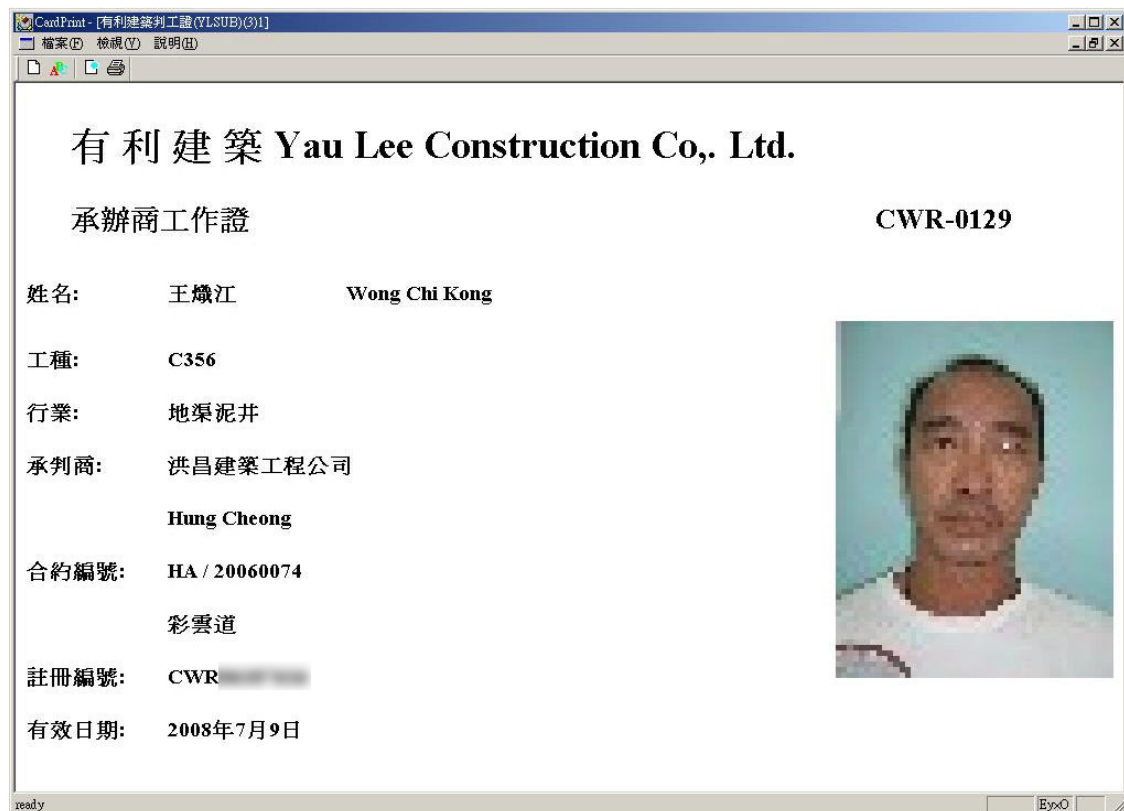 CardPrint - [有利建築判工證(YLSUB)(3)1]
檔案(F) 檢視(V) 說明(H)
有 利 建 築 Yau Lee Construction Co,. Ltd.
承辦商工作證 CWR-0129
姓名: 王熾江 Wong Chi Kong
工種: C356
行業: 地渠泥井
承判商: 洪昌建築工程公司
Hung Cheong
合約編號: HA / 20060074
彩雲道
註冊編號: CWR
有效日期: 2008年7月9日
ready